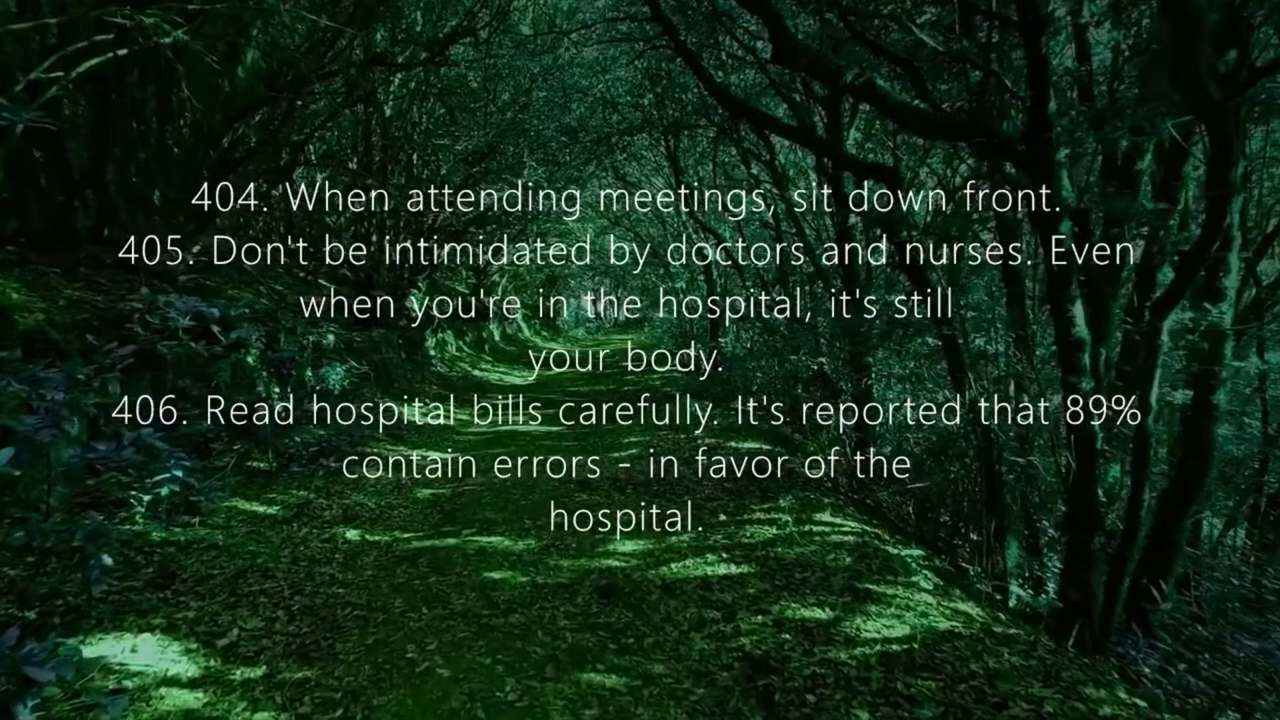 404. When attending meetings, sit down front.
405. Don't be intimidated by doctors and nurses. Even
when you're in the hospital, it's still
your body.
406. Read hospital bills carefully. It's reported that 89%
contain errors - in favor of the
hospital.